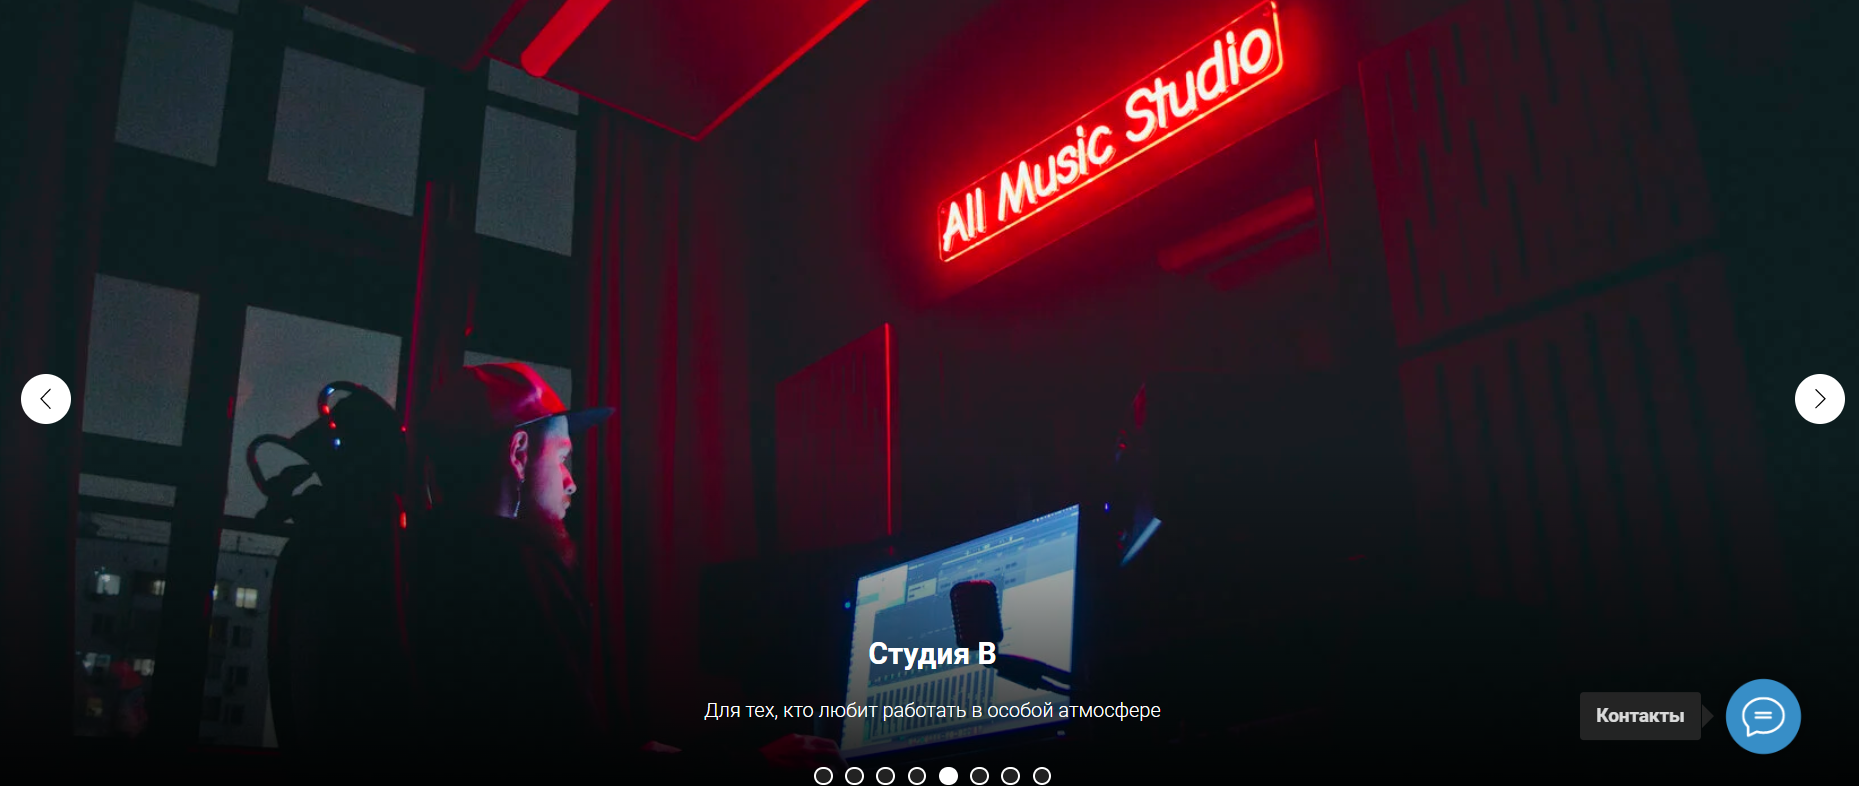 All Music Studio
Студия B
Для тех, кто любит работать в особой атмосфере
Контакты